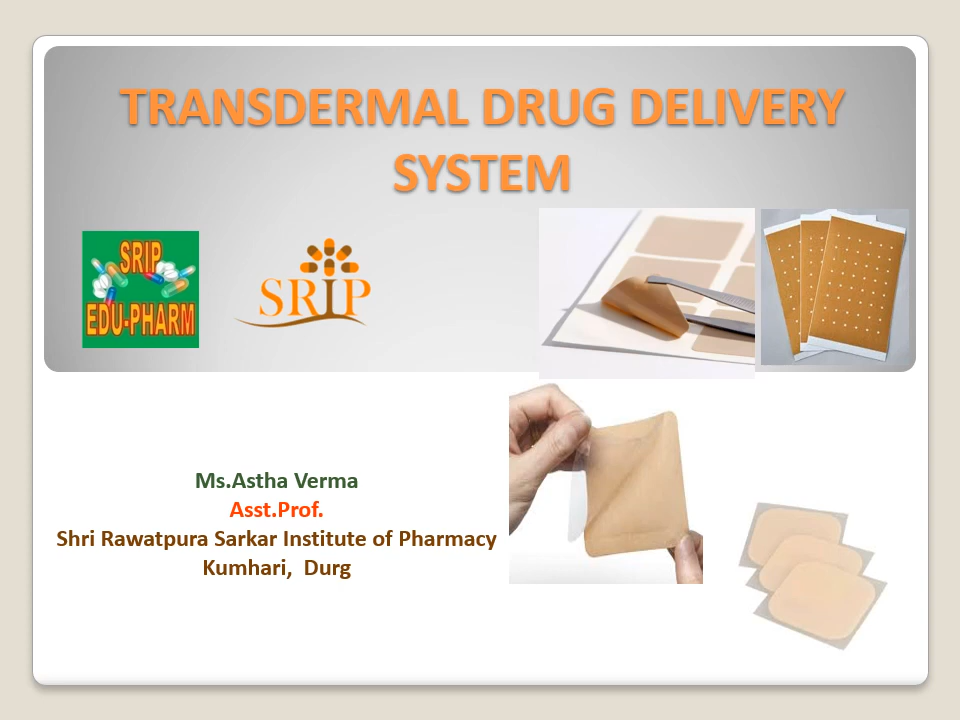 TRANSDERMAL DRUG DELIVERY
SYSTEM
SRIP
EDU-PHARM
SRIP
Ms.Astha Verma
Asst.Prof.
Shri Rawatpura Sarkar Institute of Pharmacy
Kumhari,  Durg